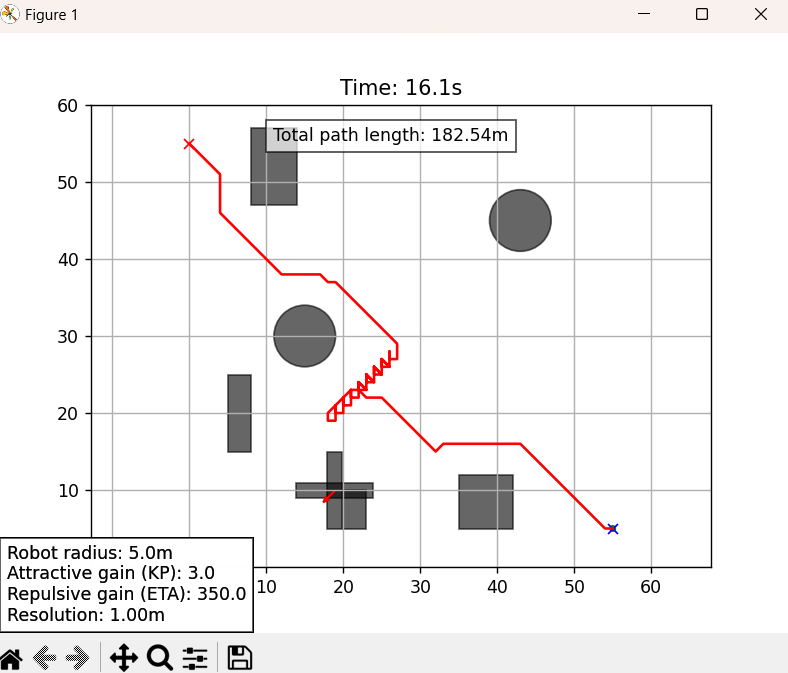 Figure 1
Time: 16.1s
Total path length: 182.54m
60
50
40
30
20
10
10 20 30 40 50 60
Robot radius: 5.0m
Attractive gain (KP): 3.0
Repulsive gain (ETA): 350.0
Resolution: 1.00m